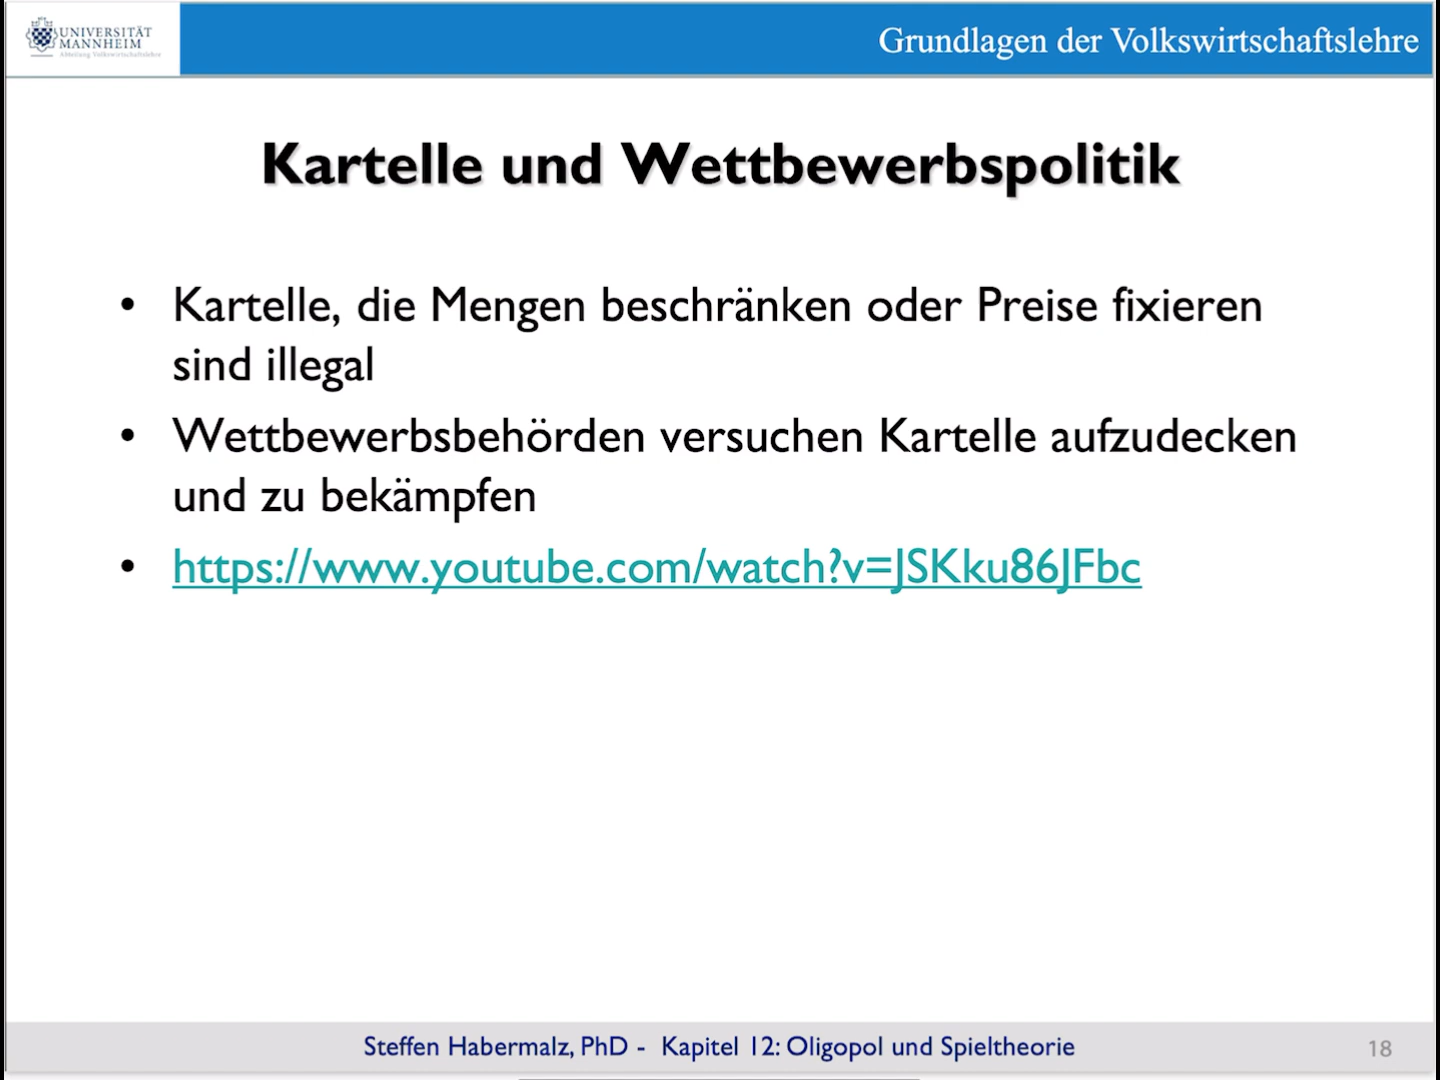 UNIVERSITÄT
MANNHEIM
Abteilung Volkswirtschaftslehre
Grundlagen der Volkswirtschaftslehre
Kartelle und Wettbewerbspolitik
• Kartelle, die Mengen beschränken oder Preise fixieren
sind illegal
• Wettbewerbsbehörden versuchen Kartelle aufzudecken
und zu bekämpfen
• https://www.youtube.com/watch?v=JSKku86JFbc
Steffen Habermalz, PhD - Kapitel 12: Oligopol und Spieltheorie
18